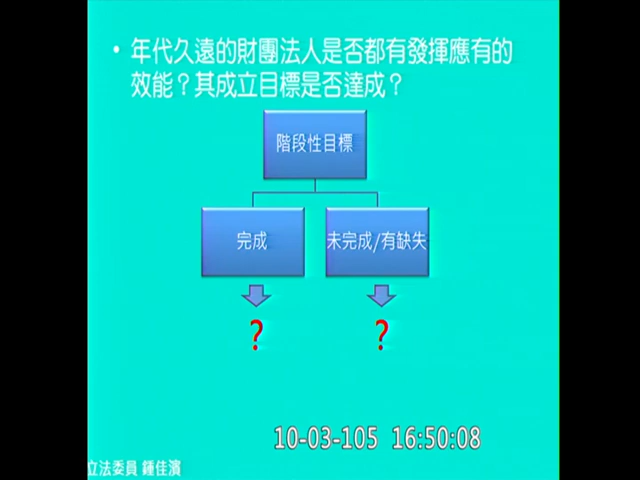 • 年代久遠的財團法人是否都有發揮應有的
效能？其成立目標是否達成？
階段性目標
完成
未完成/有缺失
？
？
10-03-105 16:50:08
立法委員 鍾佳濱